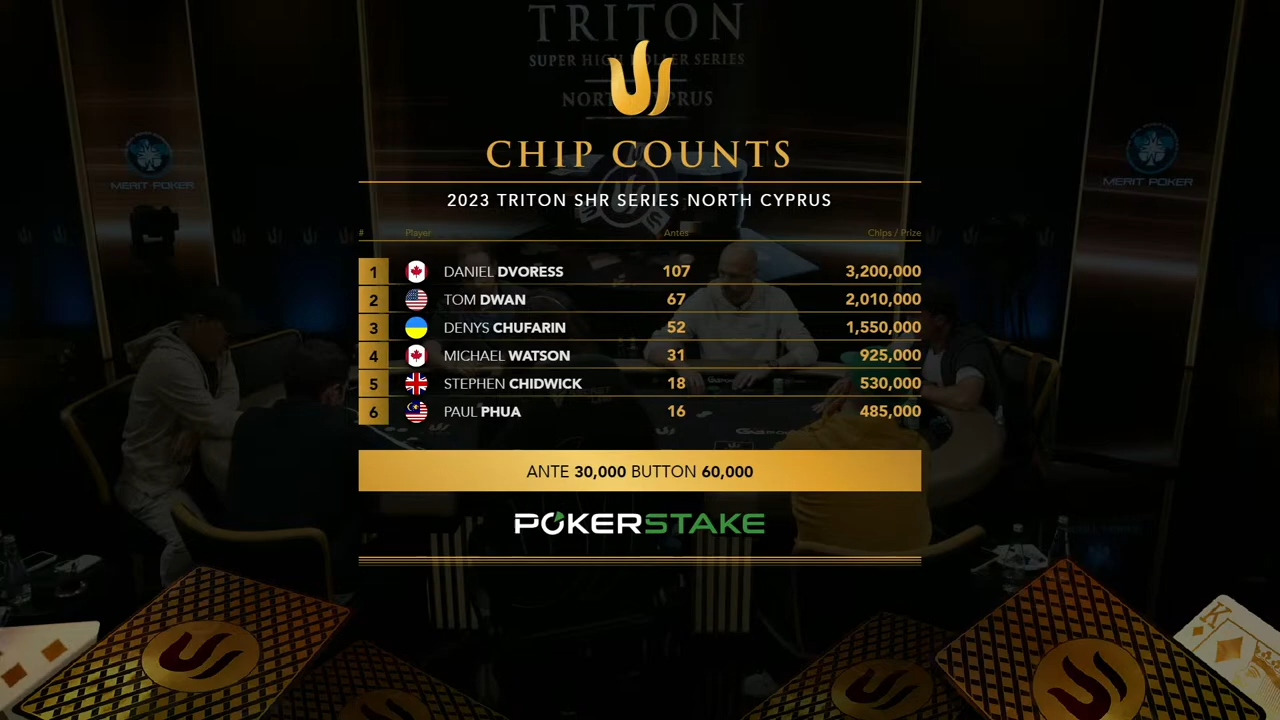 TRITON
SUPER HIGH ROLLER SERIES
NORTH CYPRUS
MERIT POKER
MERIT POKER
CHIP COUNTS
2023 TRITON SHR SERIES NORTH CYPRUS
# Player Antes Chips / Prize
1 DANIEL DVORESS 107 3,200,000
2 TOM DWAN 67 2,010,000
3 DENYS CHUFARIN 52 1,550,000
4 MICHAEL WATSON 31 925,000
5 STEPHEN CHIDWICK 18 530,000
6 PAUL PHUA 16 485,000
ANTE 30,000 BUTTON 60,000
POKERSTAKE
K